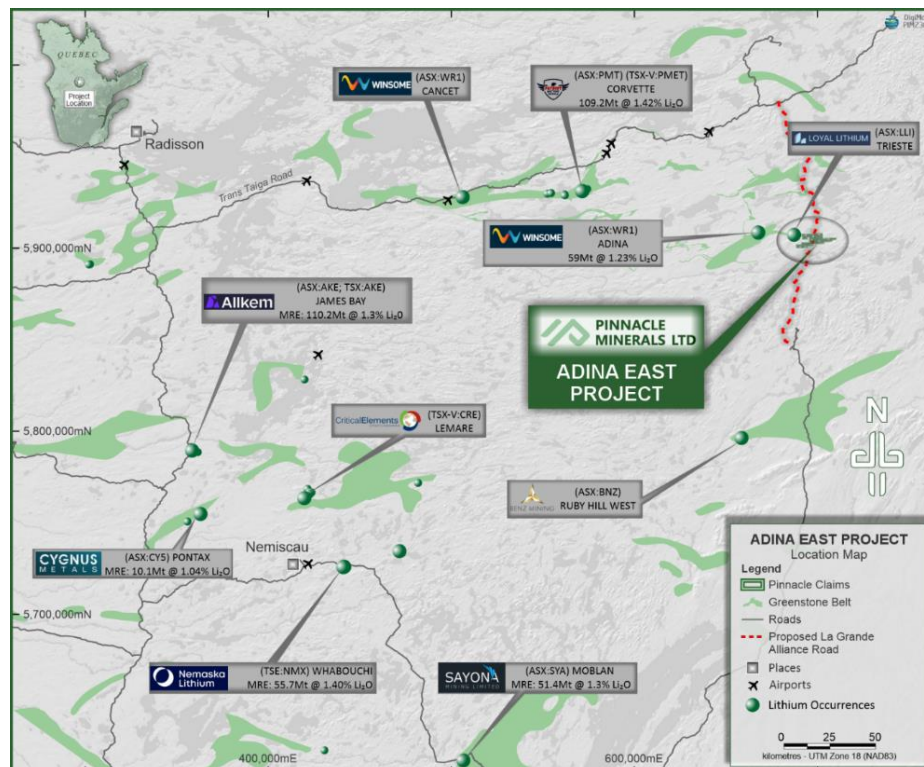 QUEBEC
Project
Location
Radisson
Trans Taiga Road
WINSOME
(ASX:WR1)
CANCET
(ASX:PMT) (TSX-V:PMET)
CORVETTE
109.2Mt @ 1.42% Li₂O
LOYAL LITHIUM
(ASX:LLI)
TRIESTE
WINSOME
(ASX:WR1)
ADINA
59Mt @ 1.23% Li₂O
5,900,000mN
Allkem
(ASX:AKE; TSX:AKE)
JAMES BAY
MRE: 110.2Mt @ 1.3% Li₂0
PINNACLE
MINERALS LTD
ADINA EAST
PROJECT
CriticalElements
(TSX-V:CRE)
LEMARE
5,800,000mN
N
BENZ MINING
(ASX:BNZ)
RUBY HILL WEST
CYGNUS
METALS
(ASX:CY5) PONTAX
MRE: 10.1Mt @ 1.04% Li₂O
Nemiscau
5,700,000mN
Nemaska
Lithium
(TSE:NMX) WHABOUCHI
MRE: 55.7Mt @ 1.40% Li₂O
SAYONA
MINING LIMITED
(ASX:SYA) MOBLAN
MRE: 51.4Mt @ 1.3% Li₂O
400,000mE
600,000mE
ADINA EAST PROJECT
Location Map
Legend
Pinnacle Claims
Greenstone Belt
Roads
Proposed La Grande
Alliance Road
Places
Airports
Lithium Occurrences
0 25 50
kilometres - UTM Zone 18 (NAD83)